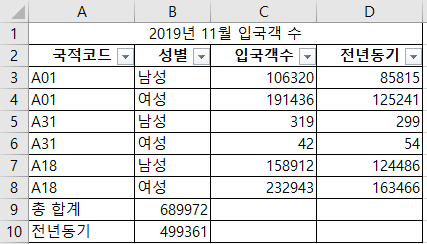 A B C D
1 2019년 11월 입국객 수
2 국적코드 성별 입국객수 전년동기
3 A01 남성 106320 85815
4 A01 여성 191436 125241
5 A31 남성 319 299
6 A31 여성 42 54
7 A18 남성 158912 124486
8 A18 여성 232943 163466
9 총 합계 689972
10 전년동기 499361